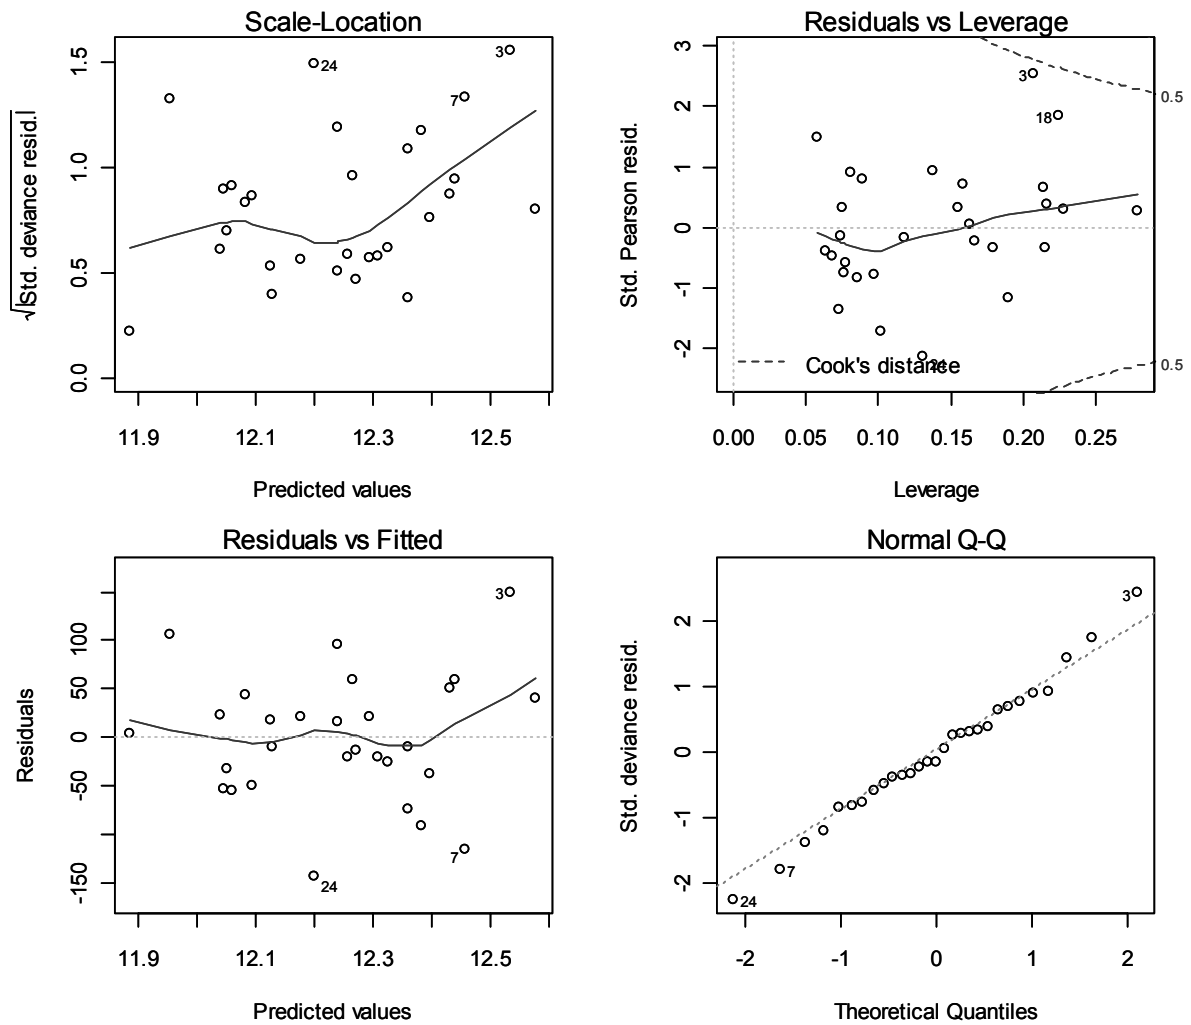 Scale-Location
√|Std. deviance resid.|
0.0 0.5 1.0 1.5
3
24
7
11.9 12.1 12.3 12.5
Predicted values
Residuals vs Leverage
Std. Pearson resid.
-2 -1 0 1 2 3
3
18
24
0.5
0.5
Cook's distance
0.00 0.05 0.10 0.15 0.20 0.25
Leverage
Residuals vs Fitted
Residuals
-150 -50 0 50 100
3
7
24
11.9 12.1 12.3 12.5
Predicted values
Normal Q-Q
Std. deviance resid.
-2 -1 0 1 2
3
7
24
-2 -1 0 1 2
Theoretical Quantiles